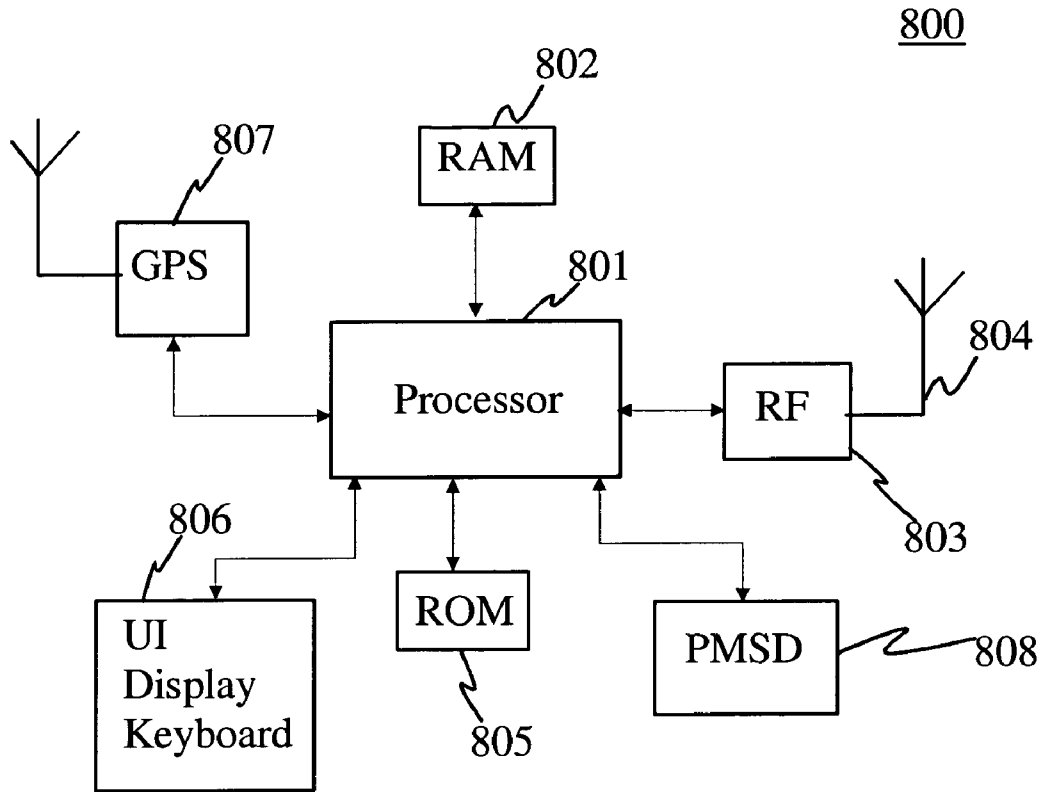 800
802
RAM
807
GPS
801
Processor
804
RF
803
806
UI
Display
Keyboard
ROM
805
PMSD
808